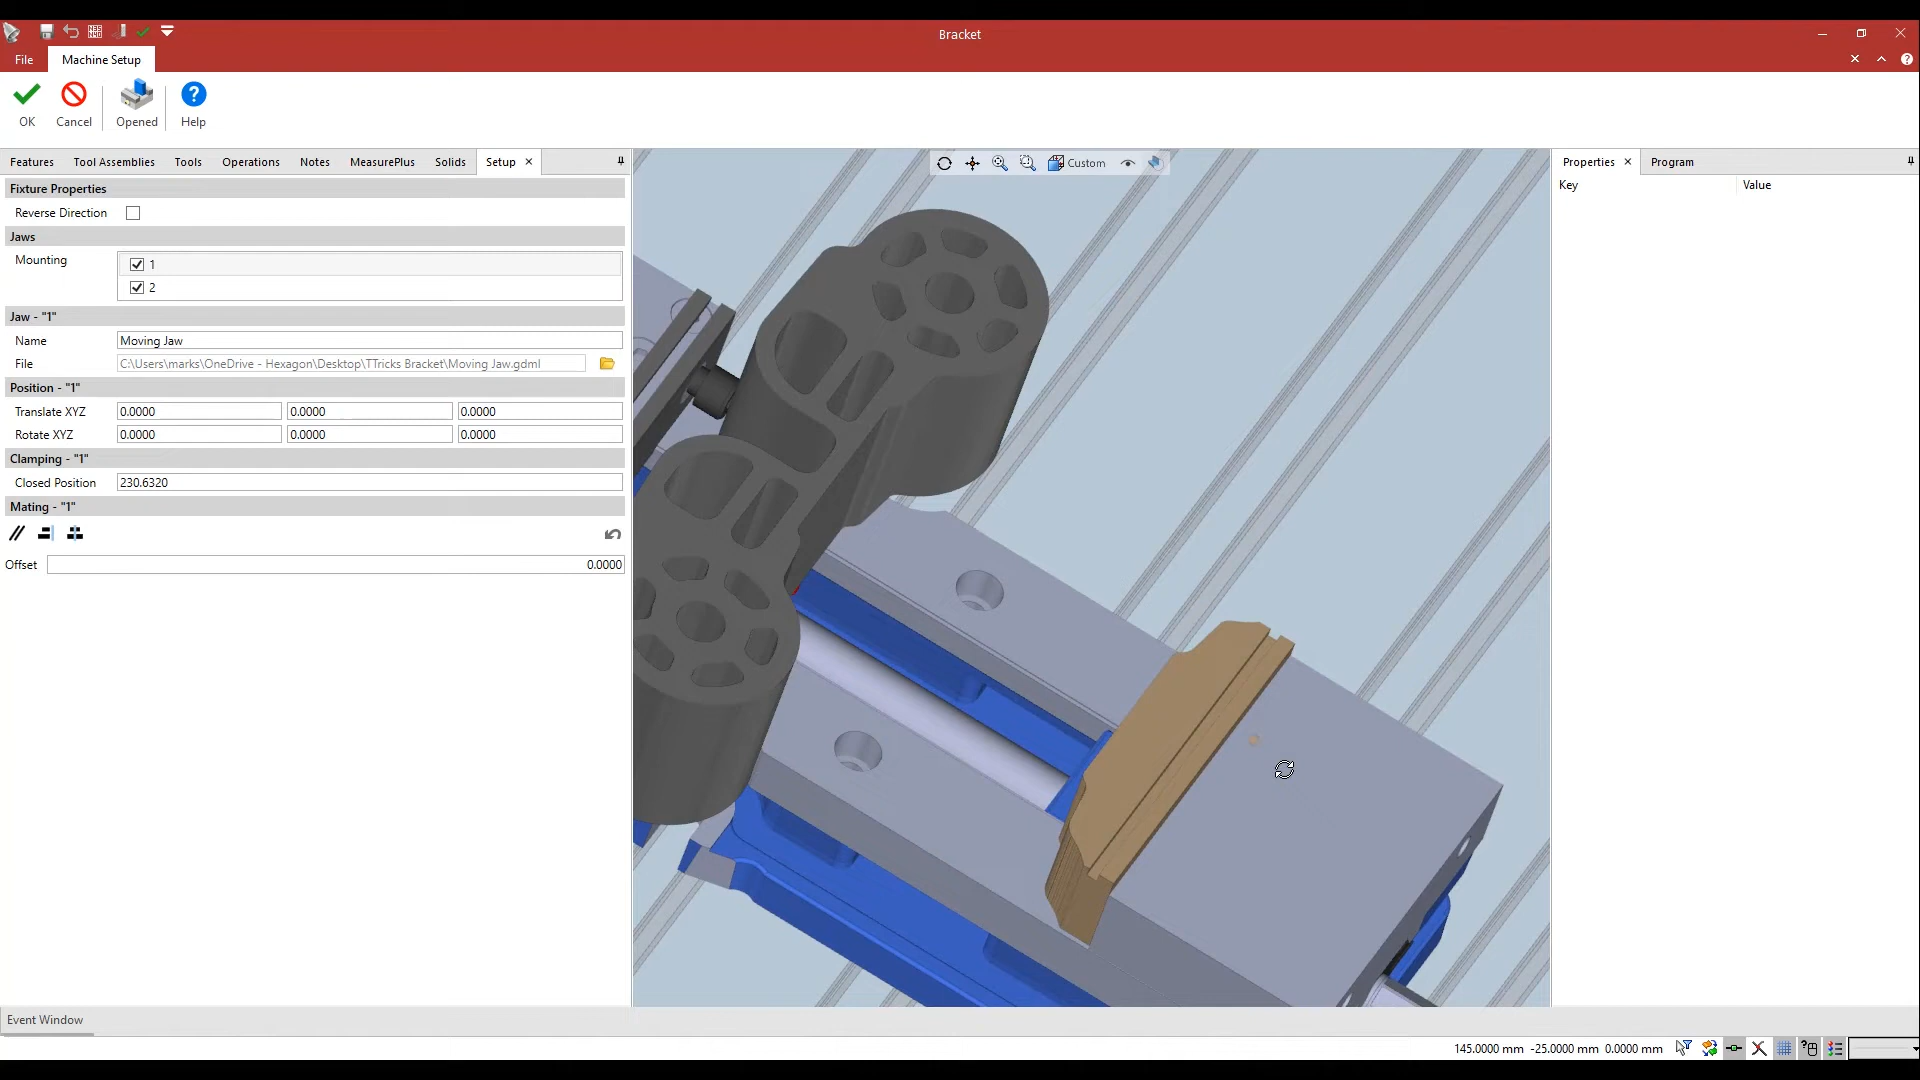 Bracket
File
Machine Setup
OK
Cancel
Opened
Help
Features
Tool Assemblies
Tools
Operations
Notes
MeasurePlus
Solids
Setup
Custom
Properties
Program
Key
Value
Fixture Properties
Reverse Direction
Jaws
Mounting
1
2
Jaw - "1"
Name
Moving Jaw
File
C:\Users\marks\OneDrive - Hexagon\Desktop\TTricks Bracket\Moving Jaw.gdml
Position - "1"
Translate XYZ
0.0000
0.0000
0.0000
Rotate XYZ
0.0000
0.0000
0.0000
Clamping - "1"
Closed Position
230.6320
Mating - "1"
Offset
0.0000
Event Window
145.0000 mm -25.0000 mm 0.0000 mm